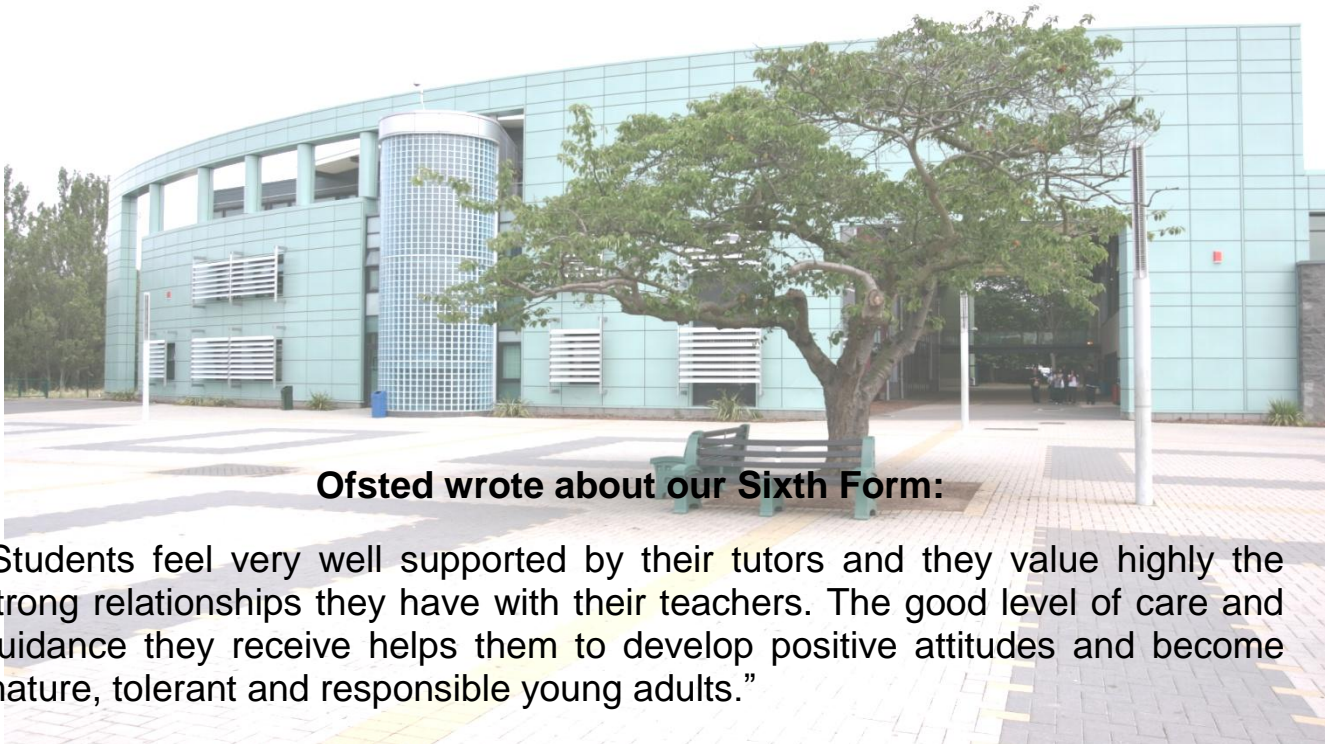 Ofsted wrote about our Sixth Form:
Students feel very well supported by their tutors and they value highly the
trong relationships they have with their teachers. The good level of care and
uidance they receive helps them to develop positive attitudes and become
mature, tolerant and responsible young adults.”